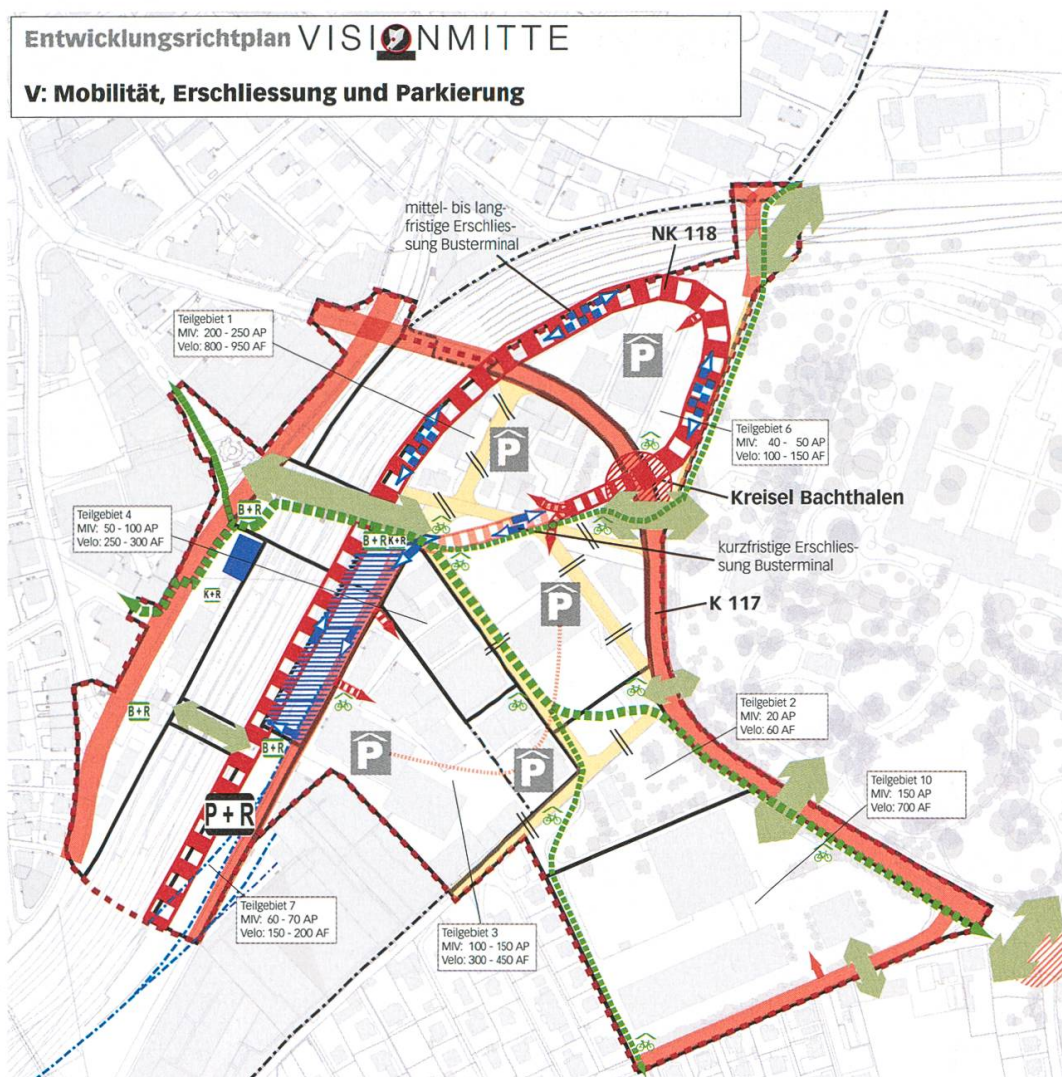 Entwicklungsrichtplan VISIONMITTE
V: Mobilität, Erschliessung und Parkierung
mittel- bis lang-
fristige Erschlies-
sung Busterminal
NK 118
Teilgebiet 1
MIV: 200 - 250 AP
Velo: 800 - 950 AF
P
P
Teilgebiet 6
MIV: 40 - 50 AP
Velo: 100 - 150 AF
Kreisel Bachthalen
B+R
Teilgebiet 4
MIV: 50 - 100 AP
Velo: 250 - 300 AF
B+R K+R
kurzfristige Erschlies-
sung Busterminal
K+R
P
K 117
Teilgebiet 2
MIV: 20 AP
Velo: 60 AF
B+R
B+R
P
P
Teilgebiet 10
MIV: 150 AP
Velo: 700 AF
P+R
Teilgebiet 7
MIV: 60 - 70 AP
Velo: 150 - 200 AF
Teilgebiet 3
MIV: 100 - 150 AP
Velo: 300 - 450 AF